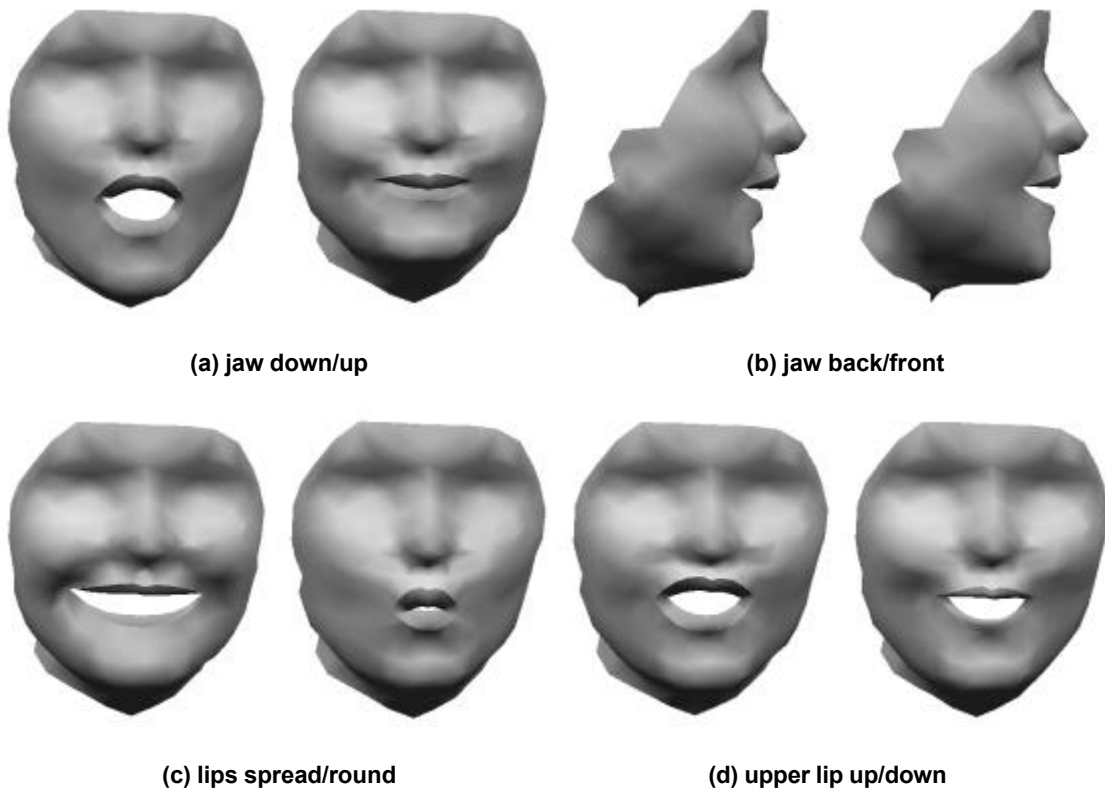 (a) jaw down/up
(b) jaw back/front
(c) lips spread/round
(d) upper lip up/down